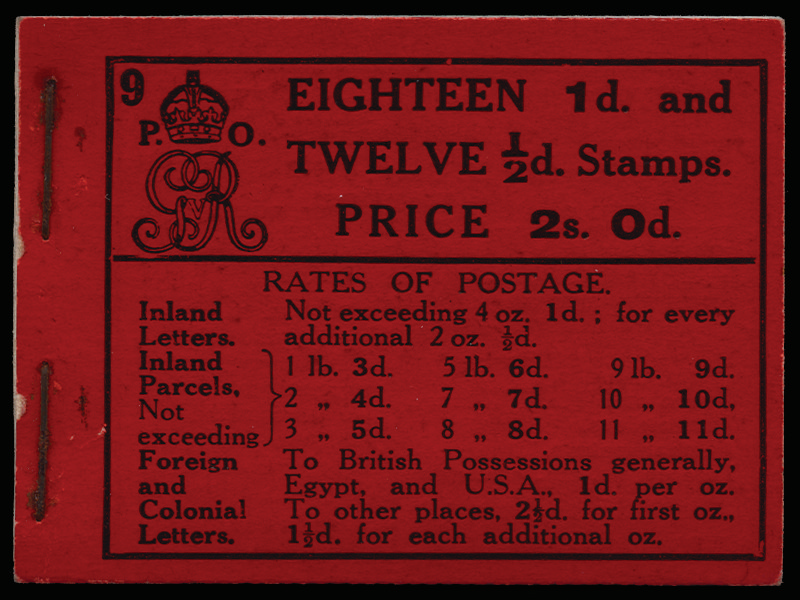 9
P. O.
GvR
EIGHTEEN 1d. and
TWELVE ½d. Stamps.
PRICE 2s. 0d.
RATES OF POSTAGE.
Inland Letters. Not exceeding 4 oz. 1d.; for every
additional 2 oz. ½d.
Inland Parcels, Not exceeding
1 lb. 3d. 5 lb. 6d. 9 lb. 9d.
2 „ 4d. 7 „ 7d. 10 „ 10d.
3 „ 5d. 8 „ 8d. 11 „ 11d.
Foreign and Colonial Letters.
To British Possessions generally,
Egypt, and U.S.A., 1d. per oz.
To other places, 2½d. for first oz.,
1½d. for each additional oz.